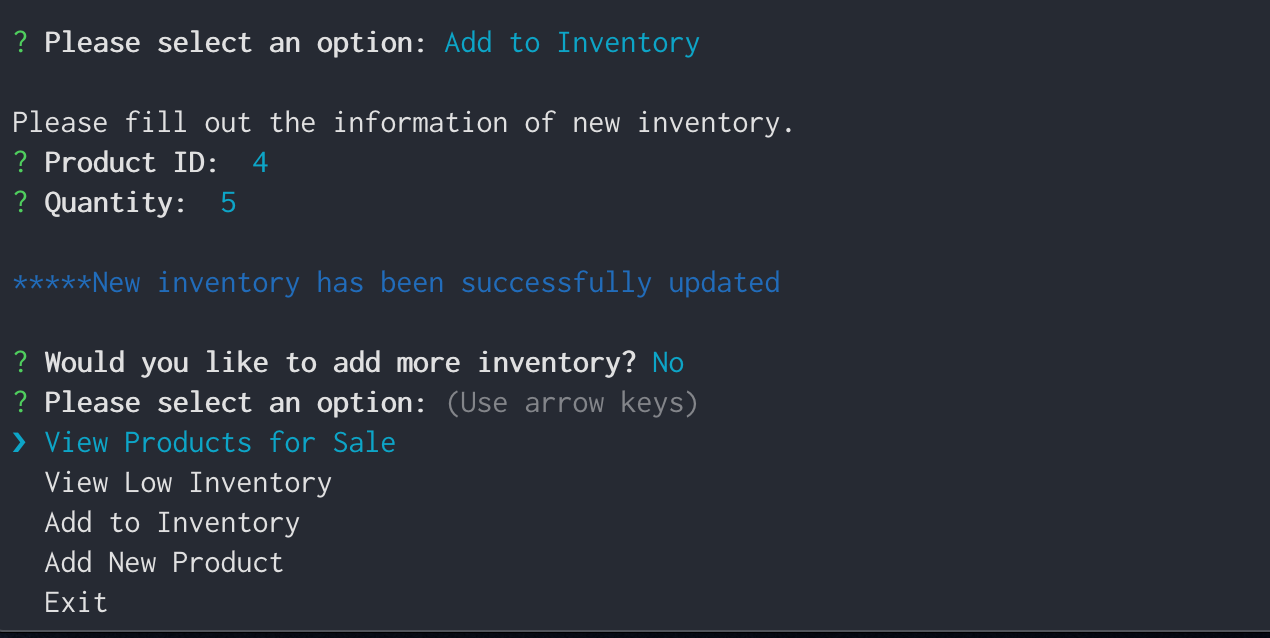 ? Please select an option: Add to Inventory
Please fill out the information of new inventory.
? Product ID:  4
? Quantity:  5
*****New inventory has been successfully updated
? Would you like to add more inventory? No
? Please select an option: (Use arrow keys)
❯ View Products for Sale
View Low Inventory
Add to Inventory
Add New Product
Exit